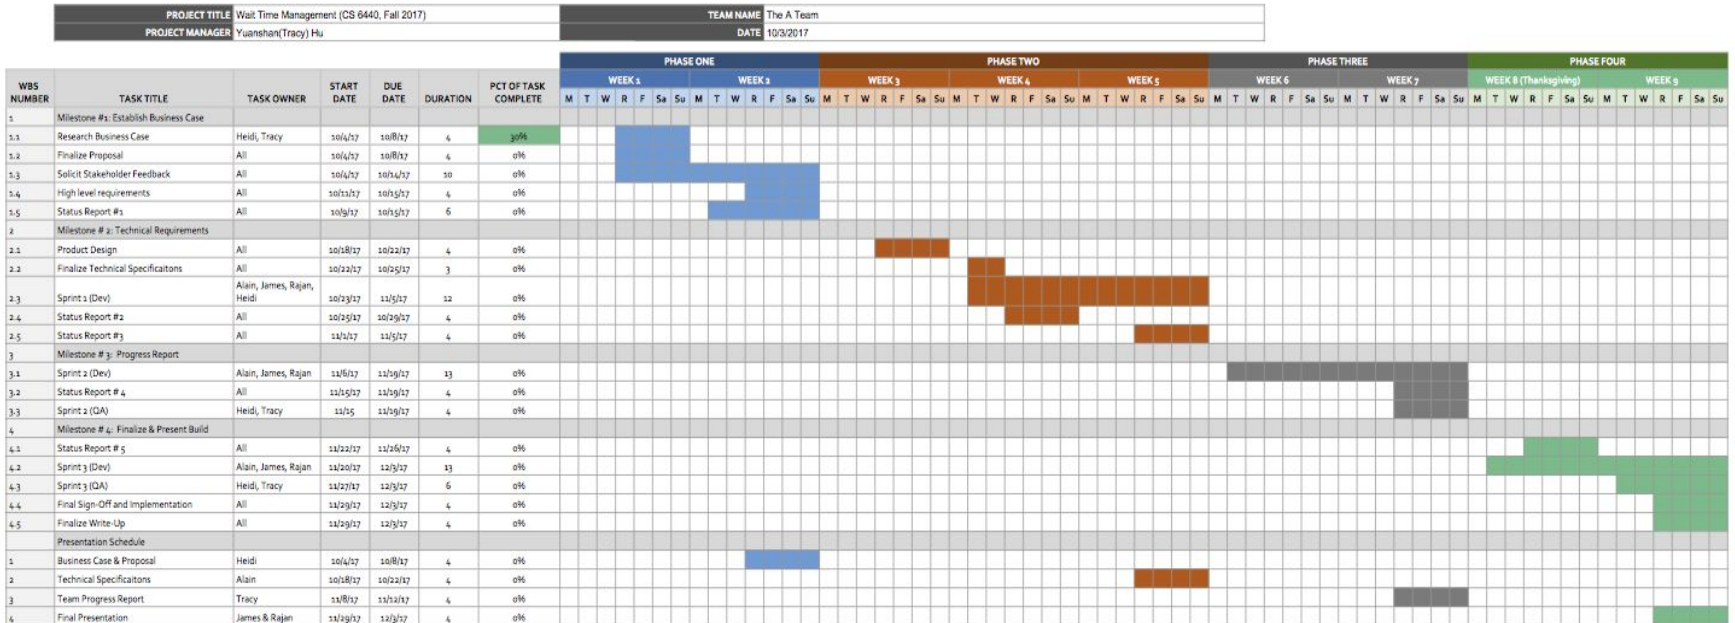 PROJECT TITLE Wait Time Management (CS 6440, Fall 2017) TEAM NAME The A Team
PROJECT MANAGER Yuanshan(Tracy) Hu DATE 10/3/2017
PHASE ONE PHASE TWO PHASE THREE PHASE FOUR
WEEK 1 WEEK 2 WEEK 3 WEEK 4 WEEK 5 WEEK 6 WEEK 7 WEEK 8 (Thanksgiving) WEEK 9
WBS NUMBER TASK TITLE TASK OWNER START DATE DUE DATE DURATION PCT OF TASK COMPLETE M T W R F Sa Su M T W R F Sa Su M T W R F Sa Su M T W R F Sa Su M T W R F Sa Su M T W R F Sa Su M T W R F Sa Su M T W R F Sa Su M T W R F Sa Su
1 Milestone #1: Establish Business Case
1.1 Research Business Case Heidi, Tracy 10/4/17 10/8/17 4 30%
1.2 Finalize Proposal All 10/4/17 10/8/17 4 0%
1.3 Solicit Stakeholder Feedback All 10/4/17 10/14/17 10 0%
1.4 High level requirements All 10/11/17 10/15/17 4 0%
1.5 Status Report #1 All 10/9/17 10/15/17 6 0%
2 Milestone # 2: Technical Requirements
2.1 Product Design All 10/18/17 10/22/17 4 0%
2.2 Finalize Technical Specificaitons All 10/22/17 10/25/17 3 0%
2.3 Sprint 1 (Dev) Alain, James, Rajan, Heidi 10/23/17 11/5/17 12 0%
2.4 Status Report #2 All 10/25/17 10/29/17 4 0%
2.5 Status Report #3 All 11/1/17 11/5/17 4 0%
3 Milestone # 3: Progress Report
3.1 Sprint 2 (Dev) Alain, James, Rajan 11/6/17 11/19/17 13 0%
3.2 Status Report # 4 All 11/15/17 11/19/17 4 0%
3.3 Sprint 2 (QA) Heidi, Tracy 11/15 11/19/17 4 0%
4 Milestone # 4: Finalize & Present Build
4.1 Status Report # 5 All 11/22/17 11/26/17 4 0%
4.2 Sprint 3 (Dev) Alain, James, Rajan 11/20/17 12/3/17 13 0%
4.3 Sprint 3 (QA) Heidi, Tracy 11/27/17 12/3/17 6 0%
4.4 Final Sign-Off and Implementation All 11/29/17 12/3/17 4 0%
4.5 Finalize Write-Up All 11/29/17 12/3/17 4 0%
Presentation Schedule
1 Business Case & Proposal Heidi 10/4/17 10/8/17 4 0%
2 Technical Specificaitons Alain 10/18/17 10/22/17 4 0%
3 Team Progress Report Tracy 11/8/17 11/12/17 4 0%
4 Final Presentation James & Rajan 11/29/17 12/3/17 4 0%